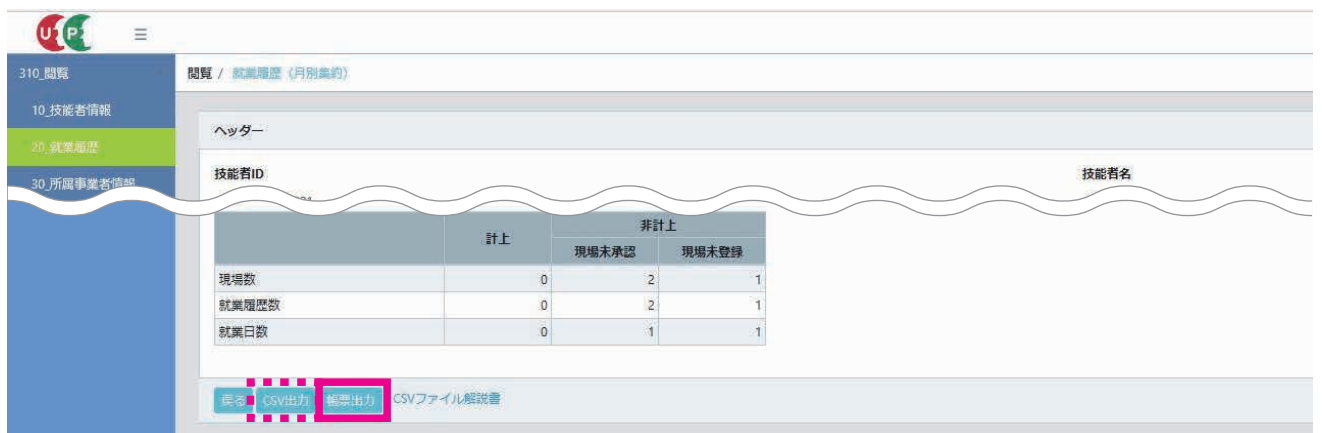 U P
310_閲覧
閲覧 / 就業履歴（月別集約）
10_技能者情報
ヘッダー
20_就業履歴
技能者ID 技能者名
30_所属事業者情報
計上 非計上
現場未承認 現場未登録
現場数 0 2 1
就業履歴数 0 2 1
就業日数 0 1 1
戻る CSV出力 帳票出力 CSVファイル解説書